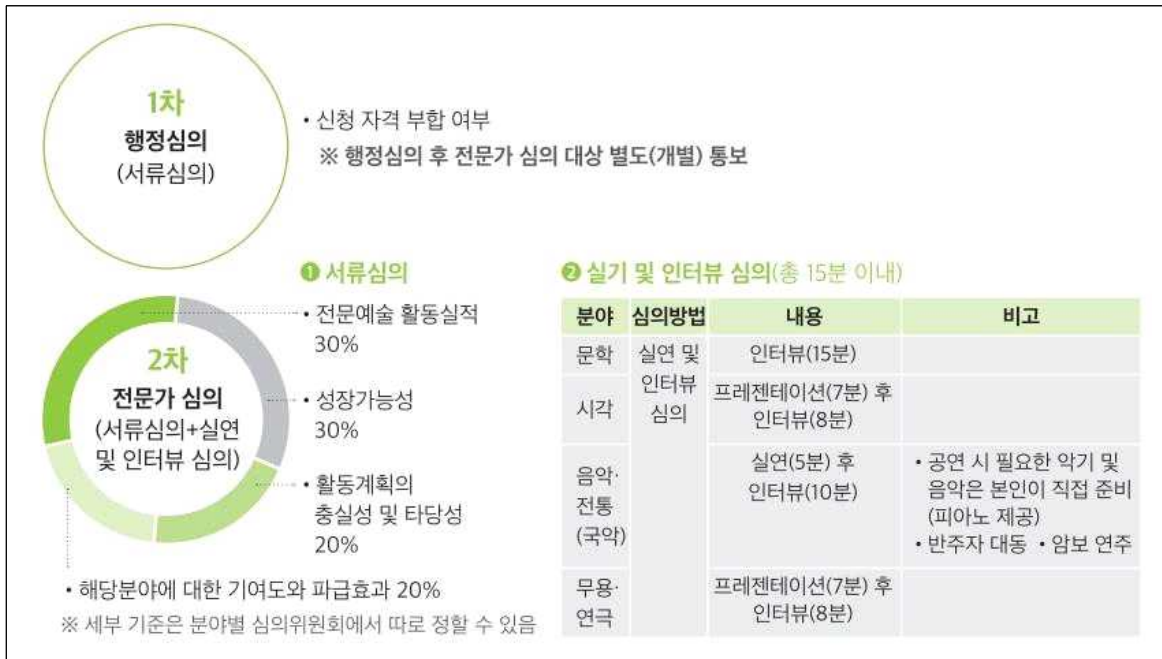 1차
행정심의
(서류심의)
• 신청 자격 부합 여부
※ 행정심의 후 전문가 심의 대상 별도(개별) 통보
2차
전문가 심의
(서류심의+실연
및 인터뷰 심의)
❶ 서류심의
• 전문예술 활동실적
30%
• 성장가능성
30%
• 활동계획의
충실성 및 타당성
20%
• 해당분야에 대한 기여도와 파급효과 20%
※ 세부 기준은 분야별 심의위원회에서 따로 정할 수 있음
❷ 실기 및 인터뷰 심의(총 15분 이내)
분야 심의방법 내용 비고
문학 실연 및 인터뷰(15분)
인터뷰
심의
시각 프레젠테이션(7분) 후
인터뷰(8분)
음악·
전통
(국악)
실연(5분) 후
인터뷰(10분)
• 공연 시 필요한 악기 및
음악은 본인이 직접 준비
(피아노 제공)
• 반주자 대동 • 암보 연주
무용·
연극
프레젠테이션(7분) 후
인터뷰(8분)